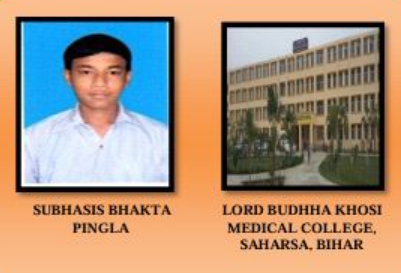 SUBHASIS BHAKTA
PINGLA
LORD BUDHHA KHOSI
MEDICAL COLLEGE,
SAHARSA, BIHAR